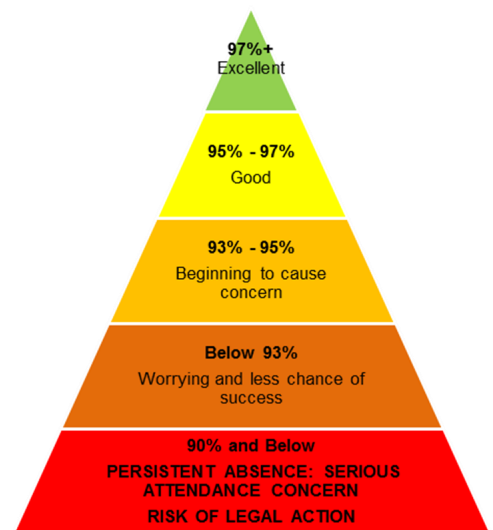 97%+
Excellent
95% - 97%
Good
93% - 95%
Beginning to cause
concern
Below 93%
Worrying and less chance of
success
90% and Below
PERSISTENT ABSENCE: SERIOUS
ATTENDANCE CONCERN
RISK OF LEGAL ACTION